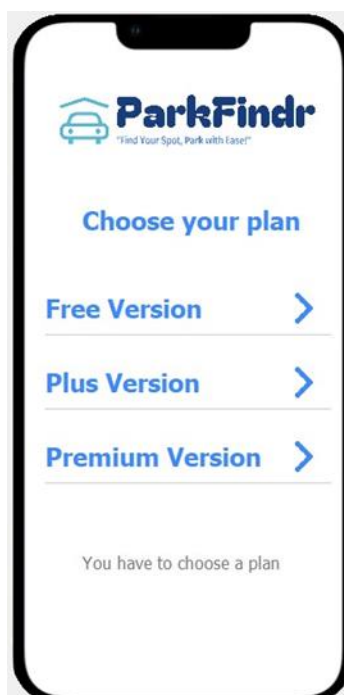 ParkFindr
"Find Your Spot, Park with Ease!"
Choose your plan
Free Version
Plus Version
Premium Version
You have to choose a plan